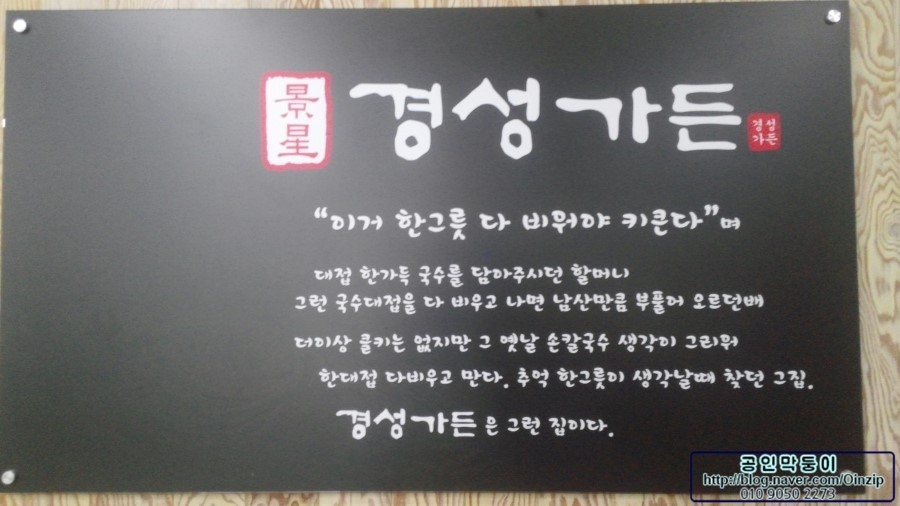 景星 경성가든 경성가든
“이거 한그릇 다 비워야 키큰다”며
대접 한가득 국수를 담아주시던 할머니
그런 국수대접을 다 비우고 나면 남산만큼 부풀어 오르던배
더이상 클키는 없지만 그 옛날 손칼국수 생각이 그리워
한대접 다비우고 만다. 추억 한그릇이 생각날때 찾던 그집.
경성가든은 그런 집이다.
공인막둥이
http://blog.naver.com/0inzip
010 9050 2273